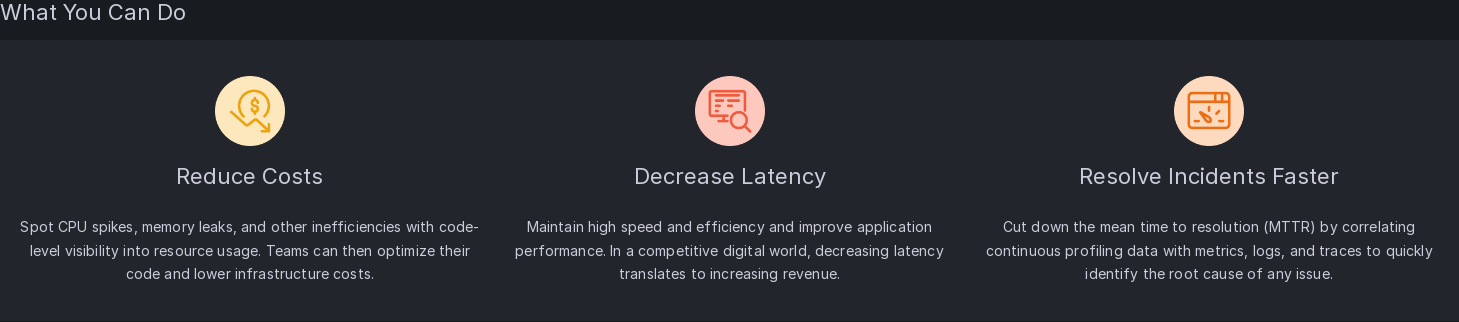 What You Can Do
$
Reduce Costs
Spot CPU spikes, memory leaks, and other inefficiencies with code-
level visibility into resource usage. Teams can then optimize their
code and lower infrastructure costs.
Decrease Latency
Maintain high speed and efficiency and improve application
performance. In a competitive digital world, decreasing latency
translates to increasing revenue.
Resolve Incidents Faster
Cut down the mean time to resolution (MTTR) by correlating
continuous profiling data with metrics, logs, and traces to quickly
identify the root cause of any issue.